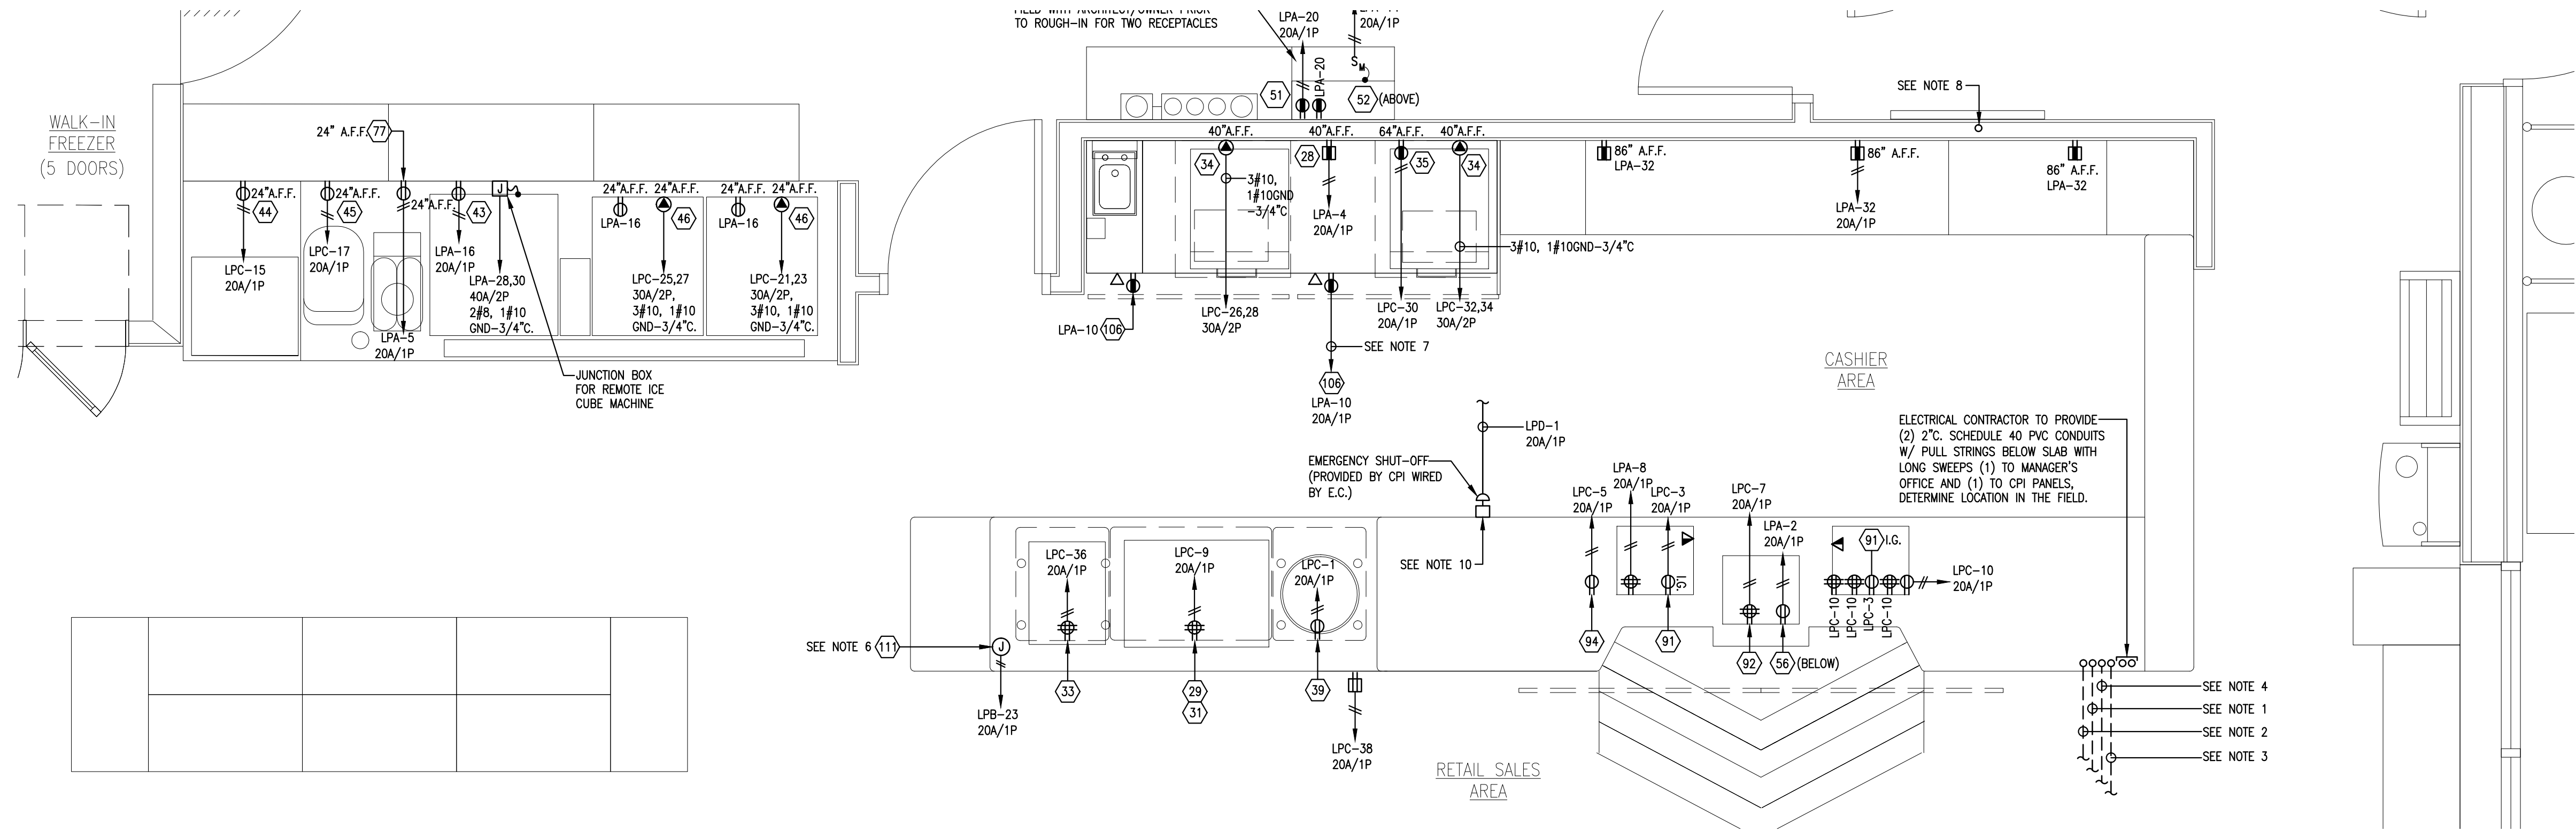 FIELD WITH ARCHITECT/OWNER PRIOR
TO ROUGH-IN FOR TWO RECEPTACLES
LPA-20
20A/1P
20A/1P
LPA-20
S M
51
52
(ABOVE)
SEE NOTE 8
WALK-IN
FREEZER
(5 DOORS)
24" A.F.F.
77
24"A.F.F.
44
LPC-15
20A/1P
24"A.F.F.
45
LPC-17
20A/1P
24"A.F.F.
LPA-5
20A/1P
43
LPA-16
20A/1P
J
LPA-28,30
40A/2P
2#8, 1#10
GND-3/4"C.
JUNCTION BOX
FOR REMOTE ICE
CUBE MACHINE
24"A.F.F.
24"A.F.F.
LPA-16
46
LPC-25,27
30A/2P,
3#10, 1#10
GND-3/4"C.
24"A.F.F.
24"A.F.F.
LPA-16
46
LPC-21,23
30A/2P,
3#10, 1#10
GND-3/4"C.
40"A.F.F.
40"A.F.F.
64"A.F.F.
40"A.F.F.
34
28
35
34
3#10,
1#10GND
-3/4"C
LPA-4
20A/1P
3#10, 1#10GND-3/4"C
LPA-10
106
LPC-26,28
30A/2P
LPC-30
20A/1P
LPC-32,34
30A/2P
SEE NOTE 7
106
LPA-10
20A/1P
86" A.F.F.
LPA-32
86" A.F.F.
LPA-32
20A/1P
86" A.F.F.
LPA-32
CASHIER
AREA
LPD-1
20A/1P
EMERGENCY SHUT-OFF
(PROVIDED BY CPI WIRED
BY E.C.)
SEE NOTE 10
ELECTRICAL CONTRACTOR TO PROVIDE
(2) 2"C. SCHEDULE 40 PVC CONDUITS
W/ PULL STRINGS BELOW SLAB WITH
LONG SWEEPS (1) TO MANAGER'S
OFFICE AND (1) TO CPI PANELS,
DETERMINE LOCATION IN THE FIELD.
LPC-36
20A/1P
LPC-9
20A/1P
LPC-1
20A/1P
LPC-5
20A/1P
LPA-8
20A/1P
LPC-3
20A/1P
I.G.
LPC-7
20A/1P
LPA-2
20A/1P
91
I.G.
LPC-10
20A/1P
LPC-10
LPC-10
LPC-3
LPC-10
SEE NOTE 6
111
J
LPB-23
20A/1P
33
29
31
39
LPC-38
20A/1P
94
91
92
56
(BELOW)
RETAIL SALES
AREA
SEE NOTE 4
SEE NOTE 1
SEE NOTE 2
SEE NOTE 3